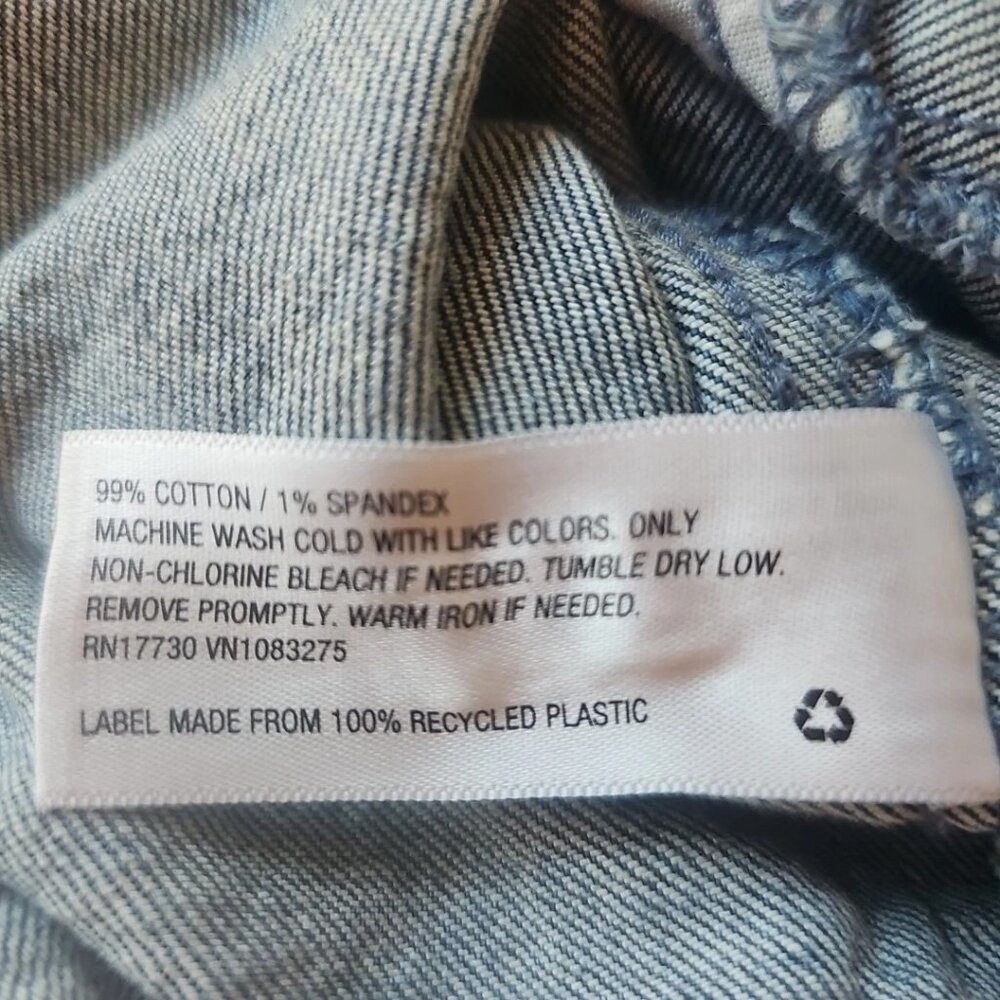 99% COTTON / 1% SPANDEX
MACHINE WASH COLD WITH LIKE COLORS. ONLY
NON-CHLORINE BLEACH IF NEEDED. TUMBLE DRY LOW.
REMOVE PROMPTLY. WARM IRON IF NEEDED.
RN17730 VN1083275
LABEL MADE FROM 100% RECYCLED PLASTIC